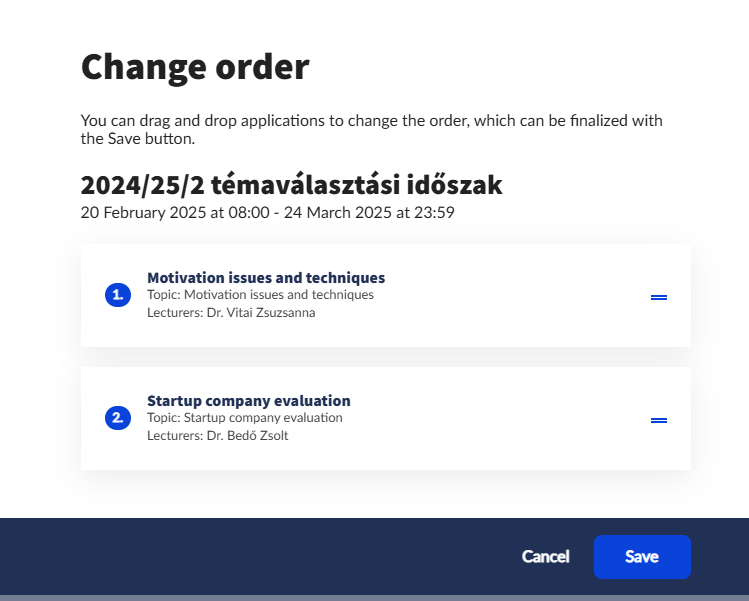 Change order
You can drag and drop applications to change the order, which can be finalized with
the Save button.
2024/25/2 témaválasztási időszak
20 February 2025 at 08:00 - 24 March 2025 at 23:59
1.
Motivation issues and techniques
Topic: Motivation issues and techniques
Lecturers: Dr. Vitai Zsuzsanna
2.
Startup company evaluation
Topic: Startup company evaluation
Lecturers: Dr. Bedő Zsolt
Cancel
Save